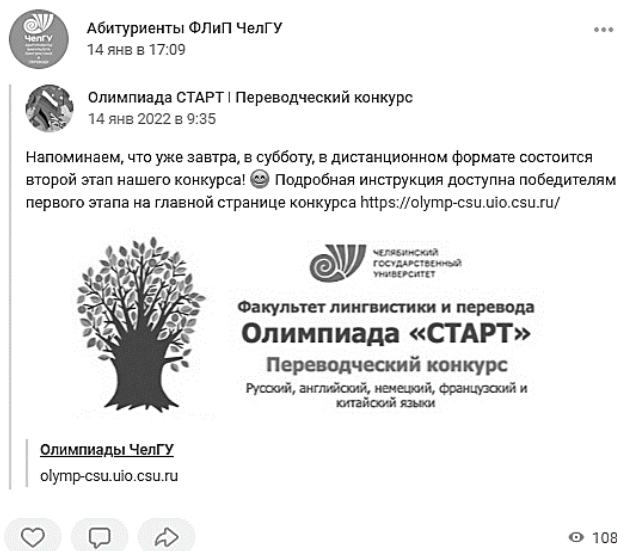 Абитуриенты ФЛиП ЧелГУ
14 янв в 17:09
Олимпиада СТАРТ | Переводческий конкурс
14 янв 2022 в 9:35
Напоминаем, что уже завтра, в субботу, в дистанционном формате состоится
второй этап нашего конкурса! 😄 Подробная инструкция доступна победителям
первого этапа на главной странице конкурса https://olymp-csu.uio.csu.ru/
ЧЕЛЯБИНСКИЙ
ГОСУДАРСТВЕННЫЙ
УНИВЕРСИТЕТ
Факультет лингвистики и перевода
Олимпиада «СТАРТ»
Переводческий конкурс
Русский, английский, немецкий, французский и
китайский языки
Олимпиады ЧелГУ
olymp-csu.uio.csu.ru
108